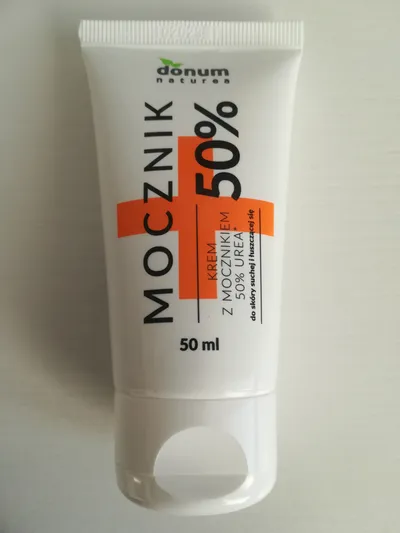 donum
naturea
MOCZNIK
50%
KREM
Z MOCZNIKIEM
50% UREA*
do skóry suchej i łuszczącej się
50 ml